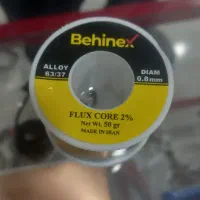 Behinex
ALLOY
63/37
DIAM
0.8mm
FLUX CORE 2%
Net Wt. 50 gr
MADE IN IRAN